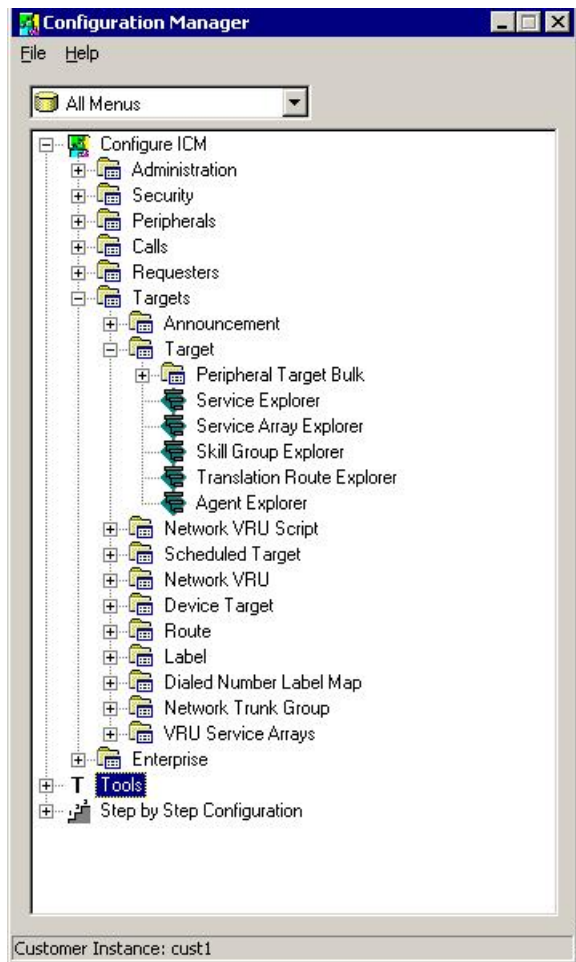 Configuration Manager
File Help
All Menus
Configure ICM
Administration
Security
Peripherals
Calls
Requesters
Targets
Announcement
Target
Peripheral Target Bulk
Service Explorer
Service Array Explorer
Skill Group Explorer
Translation Route Explorer
Agent Explorer
Network VRU Script
Scheduled Target
Network VRU
Device Target
Route
Label
Dialed Number Label Map
Network Trunk Group
VRU Service Arrays
Enterprise
T Tools
Step by Step Configuration
Customer Instance: cust1